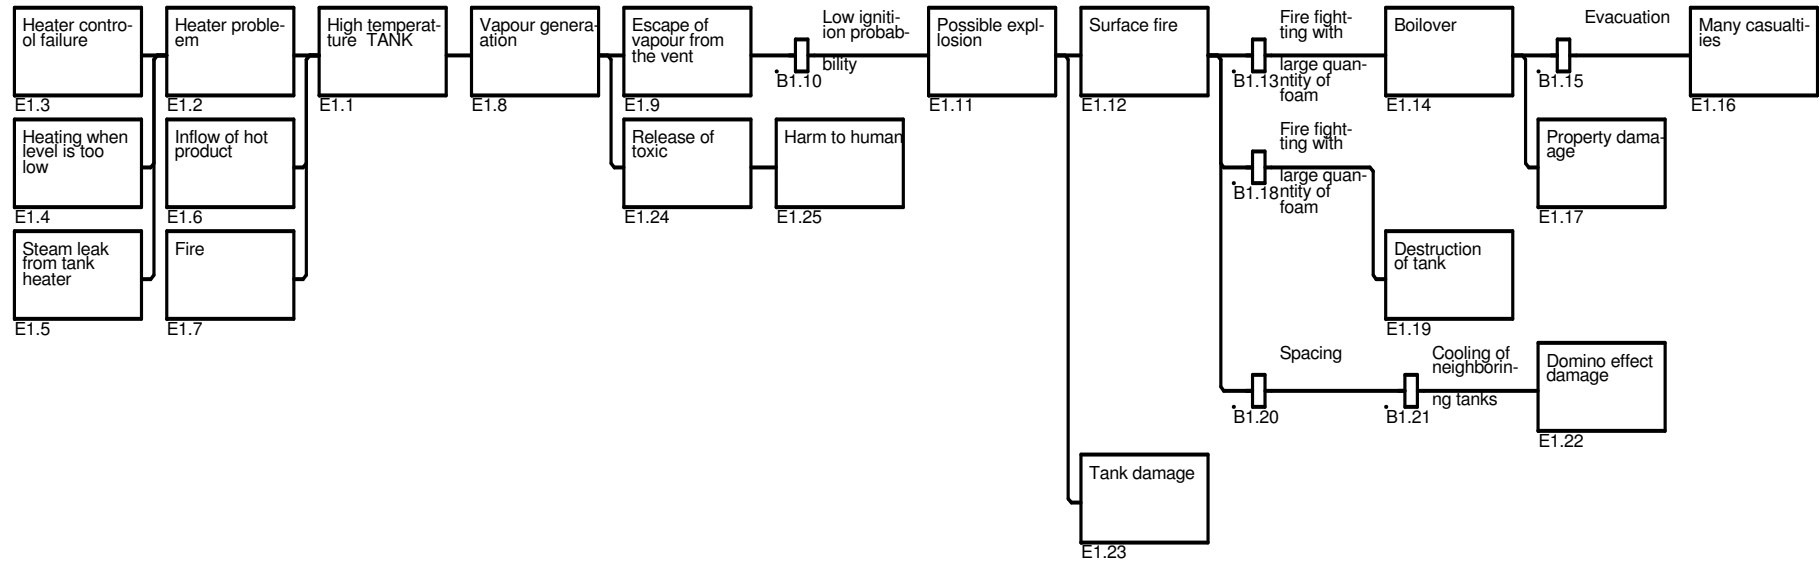 Heater contro-
ol failure
E1.3
Heater proble-
em
E1.2
High temperat-
ture  TANK
E1.1
Vapour genera-
ation
E1.8
Escape of
vapour from
the vent
E1.9
Low igniti-
ion probab-
bility
B1.10
Possible expl-
losion
E1.11
Surface fire
E1.12
Fire fight-
ting with
large quan-
ntity of
foam
B1.13
Boilover
E1.14
Evacuation
B1.15
Many casualti-
ies
E1.16
Heating when
level is too
low
E1.4
Inflow of hot
product
E1.6
Release of
toxic
E1.24
Harm to human
E1.25
Fire fight-
ting with
large quan-
ntity of
foam
B1.18
Property dama-
age
E1.17
Steam leak
from tank
heater
E1.5
Fire
E1.7
Destruction
of tank
E1.19
Spacing
B1.20
Cooling of
neighborin-
ng tanks
B1.21
Domino effect
damage
E1.22
Tank damage
E1.23